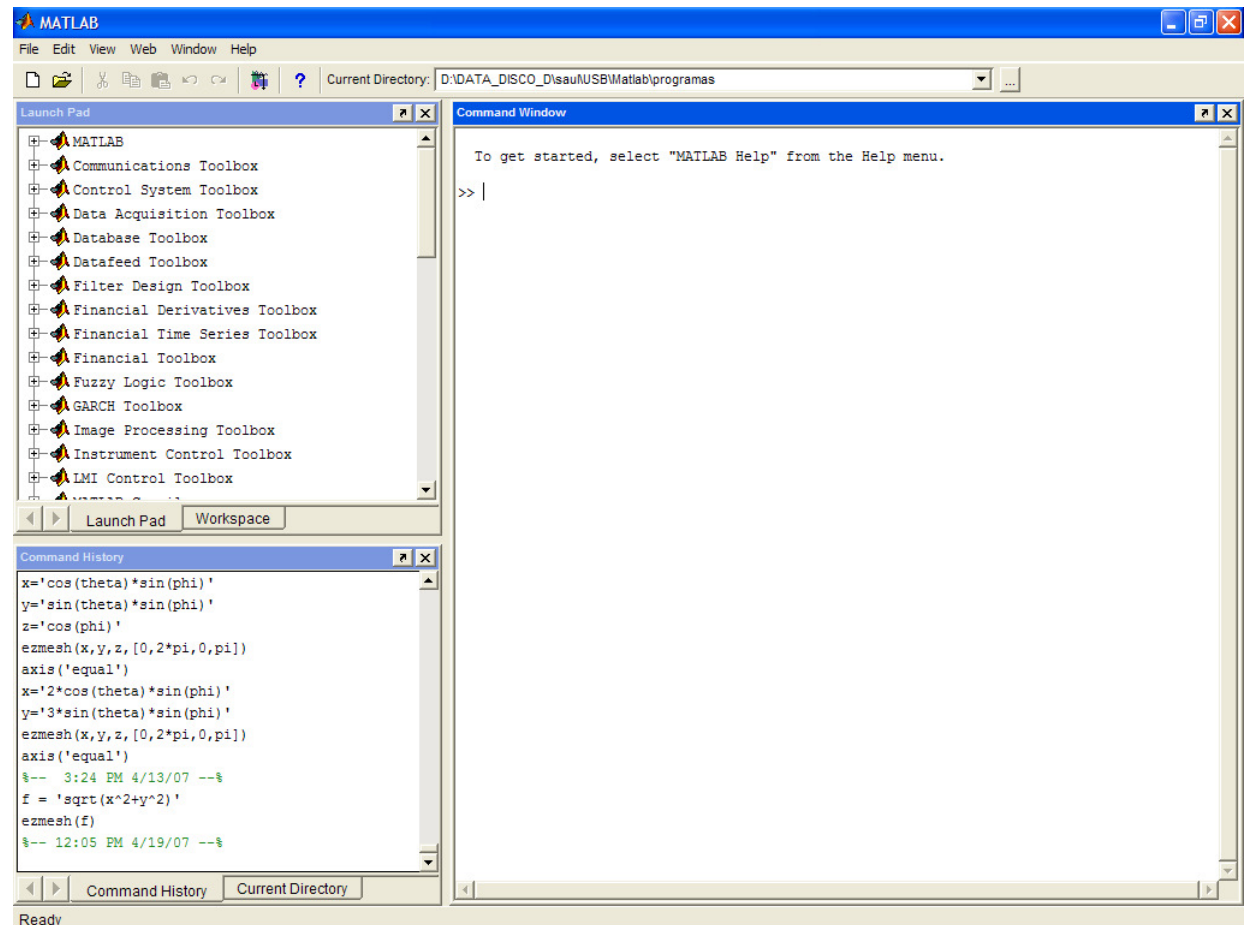 MATLAB
File Edit View Web Window Help
? Current Directory: D:\DATA_DISCO_D\saul\USB\Matlab\programas ...
Launch Pad
MATLAB
Communications Toolbox
Control System Toolbox
Data Acquisition Toolbox
Database Toolbox
Datafeed Toolbox
Filter Design Toolbox
Financial Derivatives Toolbox
Financial Time Series Toolbox
Financial Toolbox
Fuzzy Logic Toolbox
GARCH Toolbox
Image Processing Toolbox
Instrument Control Toolbox
LMI Control Toolbox
Launch Pad Workspace
Command History
x='cos(theta)*sin(phi)'
y='sin(theta)*sin(phi)'
z='cos(phi)'
ezmesh(x,y,z,[0,2*pi,0,pi])
axis('equal')
x='2*cos(theta)*sin(phi)'
y='3*sin(theta)*sin(phi)'
ezmesh(x,y,z,[0,2*pi,0,pi])
axis('equal')
%-- 3:24 PM 4/13/07 --%
f = 'sqrt(x^2+y^2)'
ezmesh(f)
%-- 12:05 PM 4/19/07 --%
Command History Current Directory
Command Window
To get started, select "MATLAB Help" from the Help menu.
>>
Ready